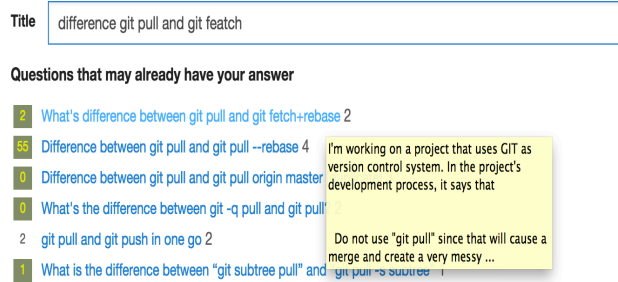 Title difference git pull and git featch
Questions that may already have your answer
2 What's difference between git pull and git fetch+rebase 2
55 Difference between git pull and git pull --rebase 4
0 Difference between git pull and git pull origin master
0 What's the difference between git -q pull and git pull? 2
2 git pull and git push in one go 2
1 What is the difference between “git subtree pull” and “git pull -s subtree” 1
I'm working on a project that uses GIT as
version control system. In the project's
development process, it says that
Do not use "git pull" since that will cause a
merge and create a very messy ...